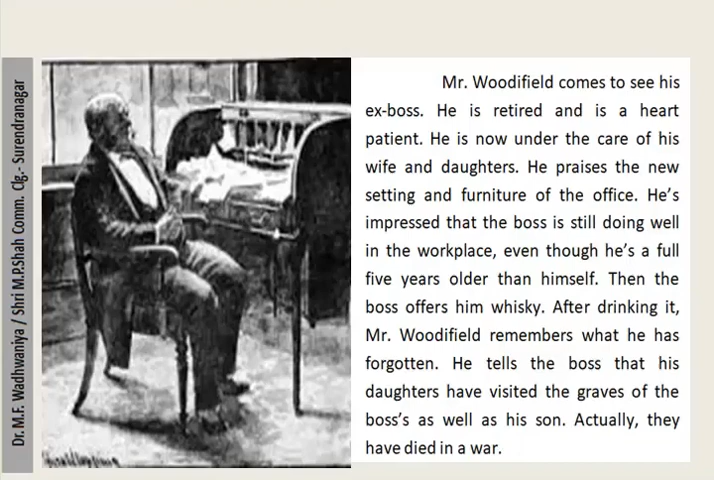 Dr. M.F. Wadhwaniya / Shri M.P.Shah Comm. Clg.- Surendranagar
Mr. Woodifield comes to see his
ex-boss. He is retired and is a heart
patient. He is now under the care of his
wife and daughters. He praises the new
setting and furniture of the office. He's
impressed that the boss is still doing well
in the workplace, even though he's a full
five years older than himself. Then the
boss offers him whisky. After drinking it,
Mr. Woodifield remembers what he has
forgotten. He tells the boss that his
daughters have visited the graves of the
boss's as well as his son. Actually, they
have died in a war.